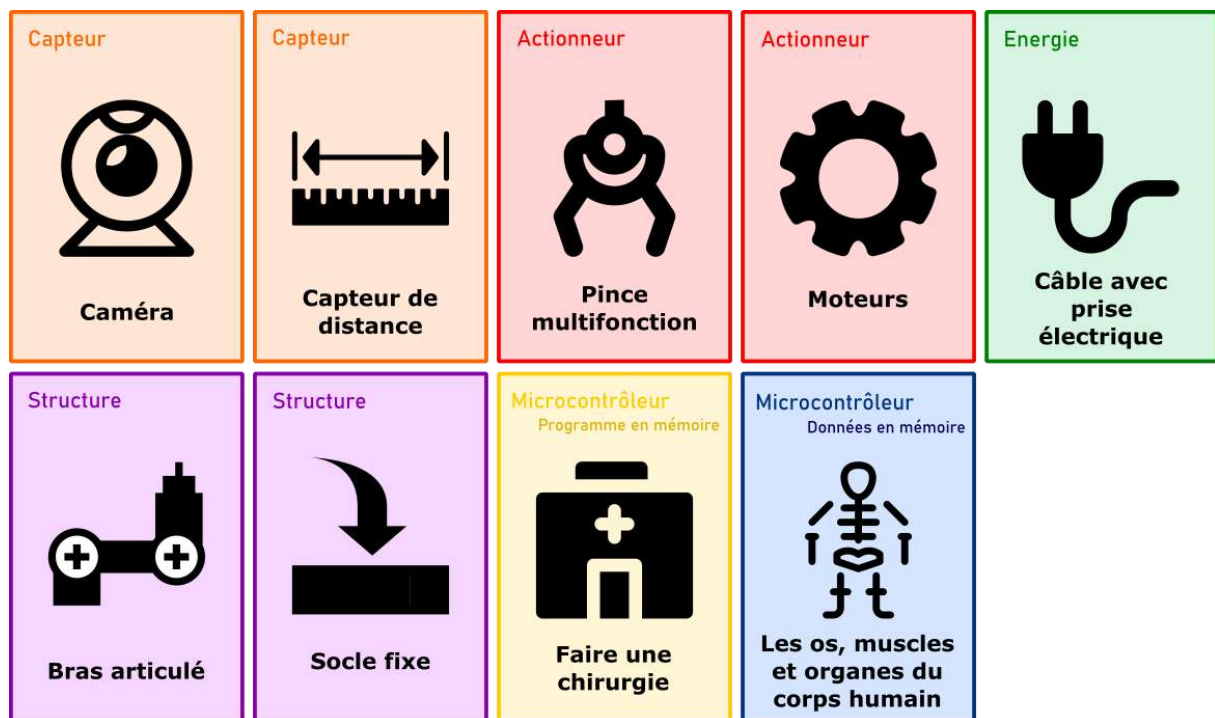 Capteur
Caméra
Capteur
Capteur de
distance
Actionneur
Pince
multifonction
Actionneur
Moteurs
Energie
Câble avec
prise
électrique
Structure
Bras articulé
Structure
Socle fixe
Microcontrôleur
Programme en mémoire
Faire une
chirurgie
Microcontrôleur
Données en mémoire
Les os, muscles
et organes du
corps humain